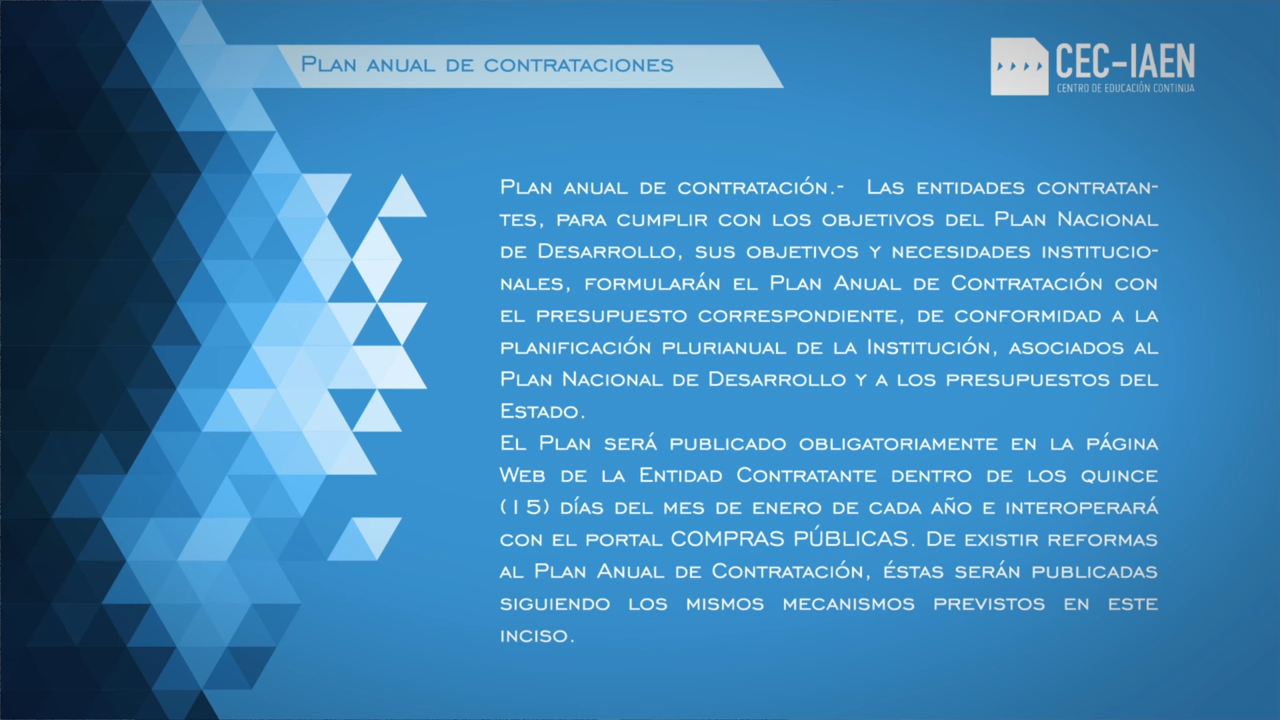 Plan anual de contrataciones
CEC-IAEN
CENTRO DE EDUCACIÓN CONTINUA
Plan anual de contratación.- Las entidades contratan-
tes, para cumplir con los objetivos del Plan Nacional
de Desarrollo, sus objetivos y necesidades institucio-
nales, formularán el Plan Anual de Contratación con
el presupuesto correspondiente, de conformidad a la
planificación plurianual de la Institución, asociados al
Plan Nacional de Desarrollo y a los presupuestos del
Estado.
El Plan será publicado obligatoriamente en la página
Web de la Entidad Contratante dentro de los quince
(15) días del mes de enero de cada año e interoperará
con el portal COMPRAS PÚBLICAS. De existir reformas
al Plan Anual de Contratación, éstas serán publicadas
siguiendo los mismos mecanismos previstos en este
inciso.